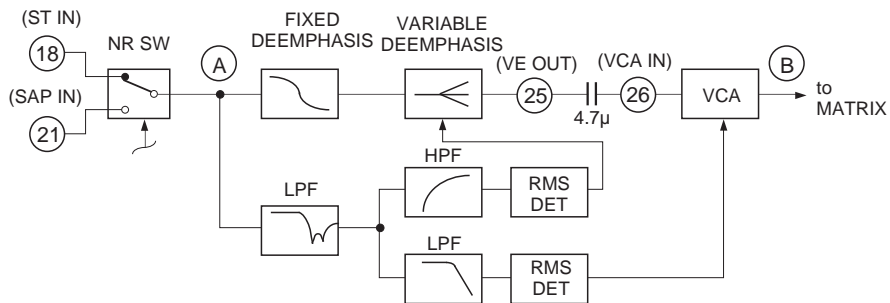 (ST IN)
18
NR SW
A
FIXED
DEEMPHASIS
VARIABLE
DEEMPHASIS
(VE OUT)
25
4.7μ
(VCA IN)
26
VCA
B
to
MATRIX
(SAP IN)
21
LPF
HPF
RMS
DET
LPF
RMS
DET